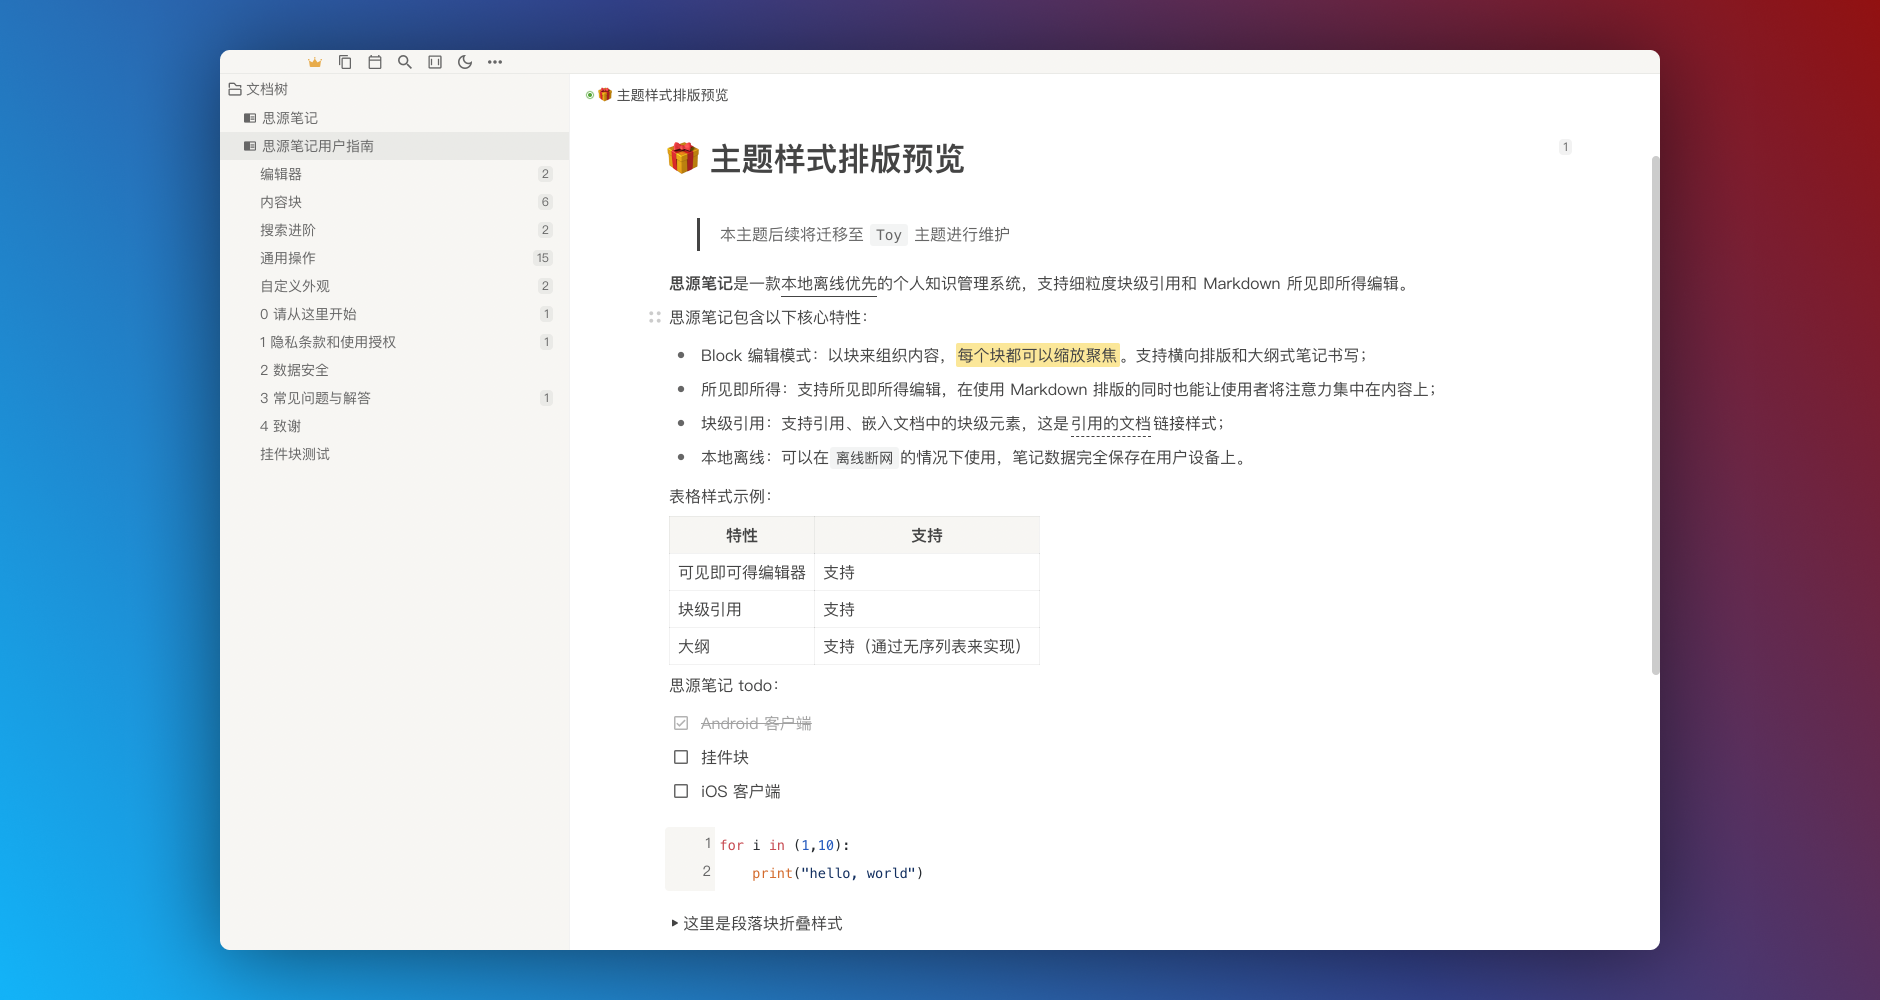 文档树
思源笔记
思源笔记用户指南
编辑器 2
内容块 6
搜索进阶 2
通用操作 15
自定义外观 2
0 请从这里开始 1
1 隐私条款和使用授权 1
2 数据安全
3 常见问题与解答 1
4 致谢
挂件块测试
主题样式排版预览
主题样式排版预览
1
本主题后续将迁移至 Toy 主题进行维护
思源笔记是一款本地离线优先的个人知识管理系统，支持细粒度块级引用和 Markdown 所见即所得编辑。
思源笔记包含以下核心特性：
• Block 编辑模式：以块来组织内容，每个块都可以缩放聚焦。支持横向排版和大纲式笔记书写；
• 所见即所得：支持所见即所得编辑，在使用 Markdown 排版的同时也能让使用者将注意力集中在内容上；
• 块级引用：支持引用、嵌入文档中的块级元素，这是引用的文档链接样式；
• 本地离线：可以在 离线断网 的情况下使用，笔记数据完全保存在用户设备上。
表格样式示例：
特性 支持
可见即可得编辑器 支持
块级引用 支持
大纲 支持（通过无序列表来实现）
思源笔记 todo：
Android 客户端
挂件块
iOS 客户端
1 for i in (1,10):
2 print("hello, world")
这里是段落块折叠样式